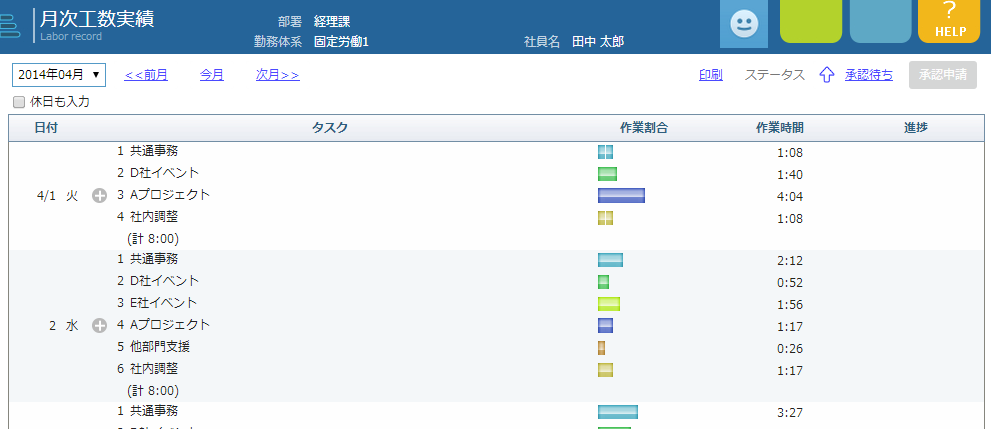 月次工数実績
Labor record
部署 経理課
勤務体系 固定労働1
社員名 田中 太郎
?
HELP
2014年04月 ▼ <<前月 今月 次月>> 印刷 ステータス 承認待ち 承認申請
休日も入力
日付 タスク 作業割合 作業時間 進捗
1 共通事務 1:08
2 D社イベント 1:40
4/1 火 3 Aプロジェクト 4:04
4 社内調整 1:08
(計 8:00)
1 共通事務 2:12
2 D社イベント 0:52
3 E社イベント 1:56
2 水 4 Aプロジェクト 1:17
5 他部門支援 0:26
6 社内調整 1:17
(計 8:00)
1 共通事務 3:27